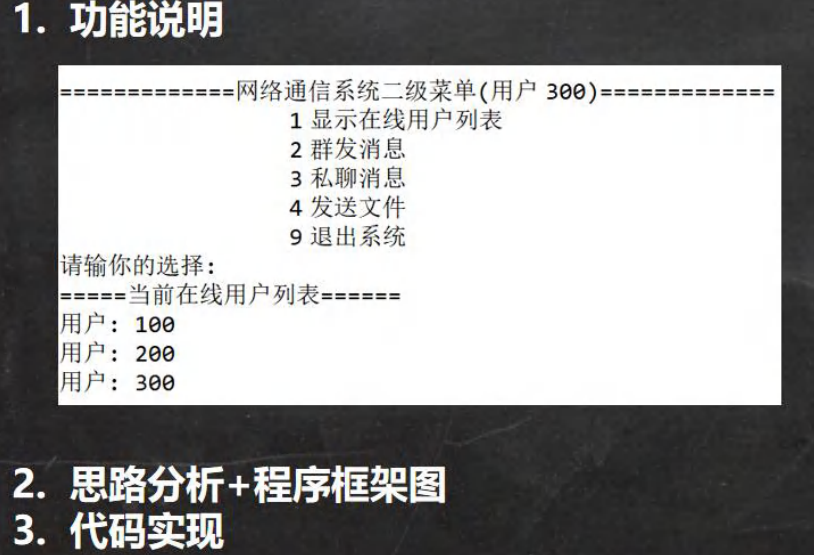 1. 功能说明
=============网络通信系统二级菜单(用户 300)=============
1 显示在线用户列表
2 群发消息
3 私聊消息
4 发送文件
9 退出系统
请输你的选择:
=====当前在线用户列表======
用户: 100
用户: 200
用户: 300
2. 思路分析+程序框架图
3. 代码实现